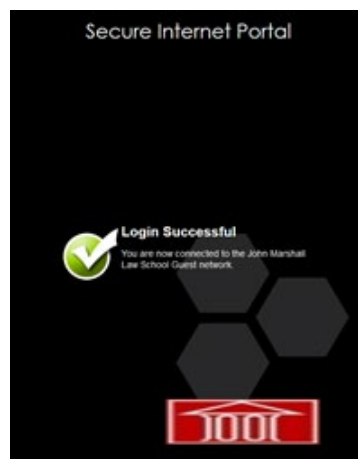 Secure Internet Portal
Login Successful
You are now connected to the John Marshall
Law School Guest network.